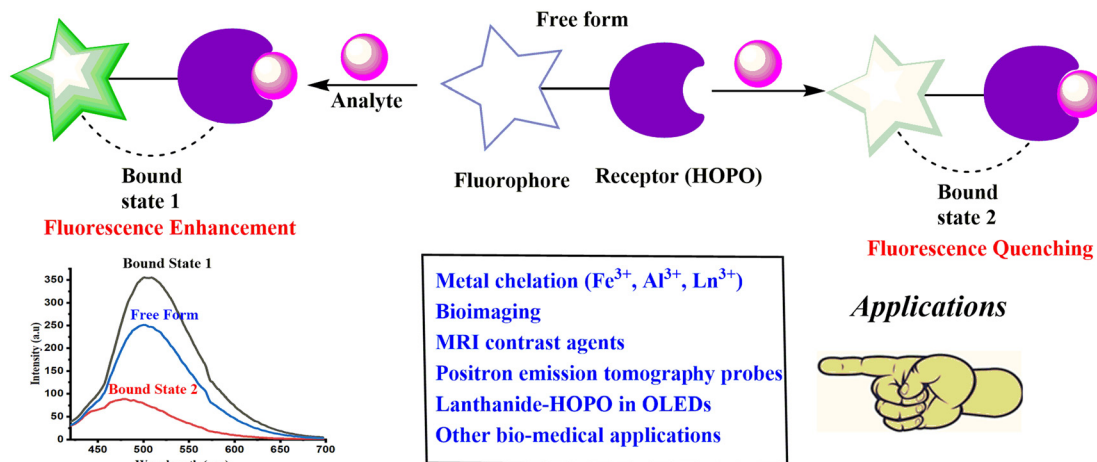 Free form
Analyte
Fluorophore
Receptor (HOPO)
Bound
state 1
Fluorescence Enhancement
Bound
state 2
Fluorescence Quenching
Bound State 1
Free Form
Bound State 2
Intensity (a.u)
350
300
250
200
150
100
50
0
450 500 550 600 650 700
Metal chelation (Fe³⁺, Al³⁺, Ln³⁺)
Bioimaging
MRI contrast agents
Positron emission tomography probes
Lanthanide-HOPO in OLEDs
Other bio-medical applications
Applications